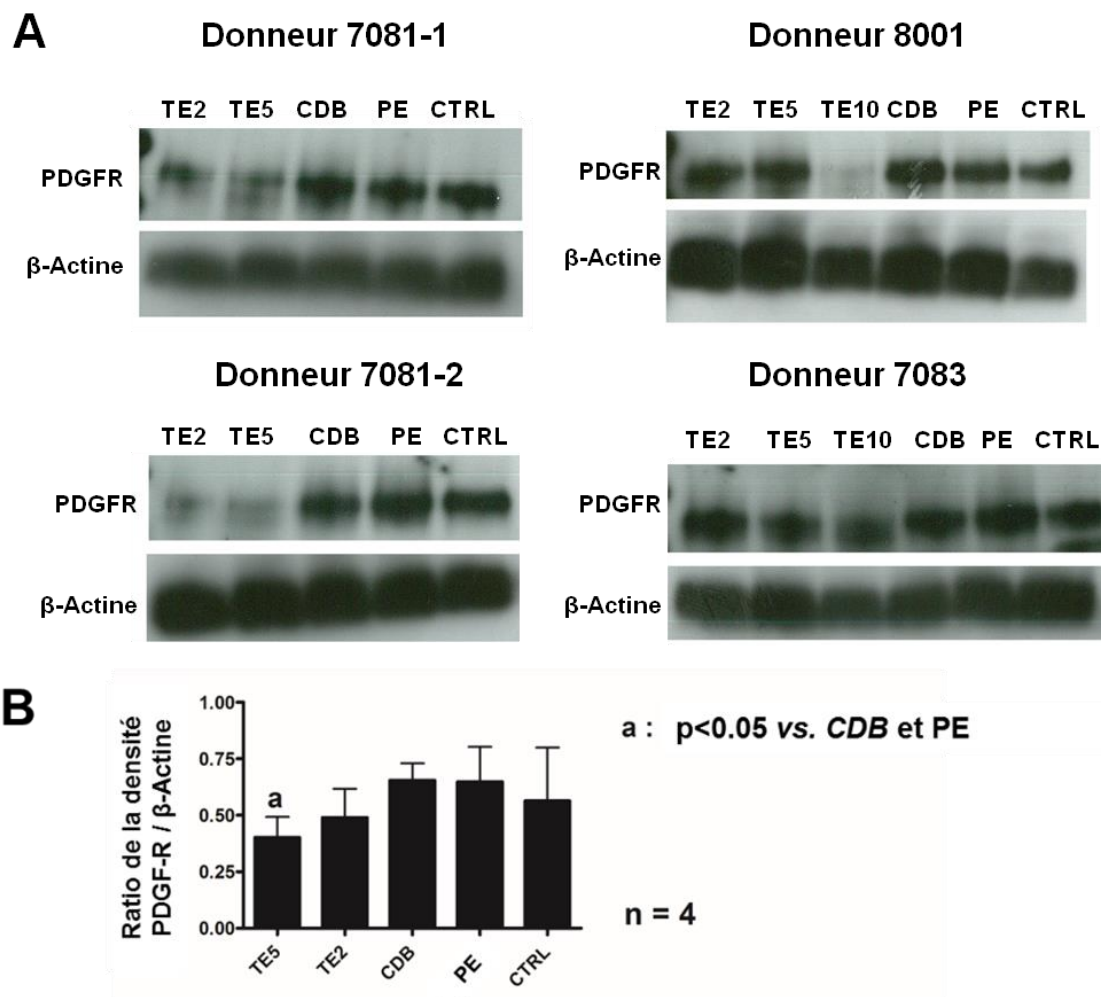 A
Donneur 7081-1
TE2 TE5 CDB PE CTRL
PDGFR
β-Actine
Donneur 8001
TE2 TE5 TE10 CDB PE CTRL
PDGFR
β-Actine
Donneur 7081-2
TE2 TE5 CDB PE CTRL
PDGFR
β-Actine
Donneur 7083
TE2 TE5 TE10 CDB PE CTRL
PDGFR
β-Actine
B
Ratio de la densité
PDGF-R / β-Actine
1.00
0.75
0.50
0.25
0.00
a
TE5 TE2 CDB PE CTRL
a : p<0.05 vs. CDB et PE
n = 4